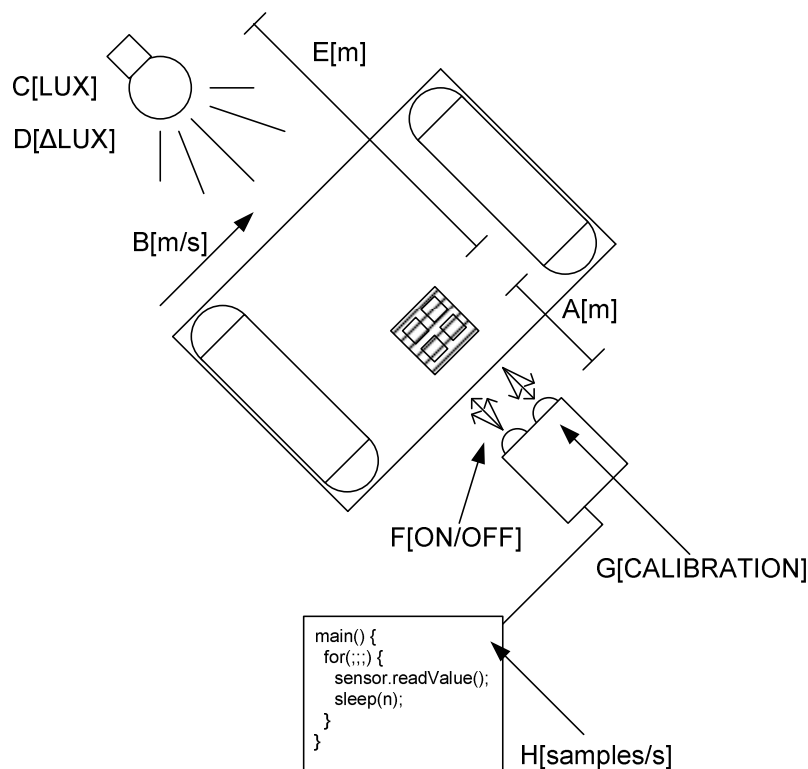 E[m]
C[LUX]
D[ΔLUX]
B[m/s]
A[m]
F[ON/OFF]
G[CALIBRATION]
main() {
for(;;;) {
sensor.readValue();
sleep(n);
}
}
H[samples/s]